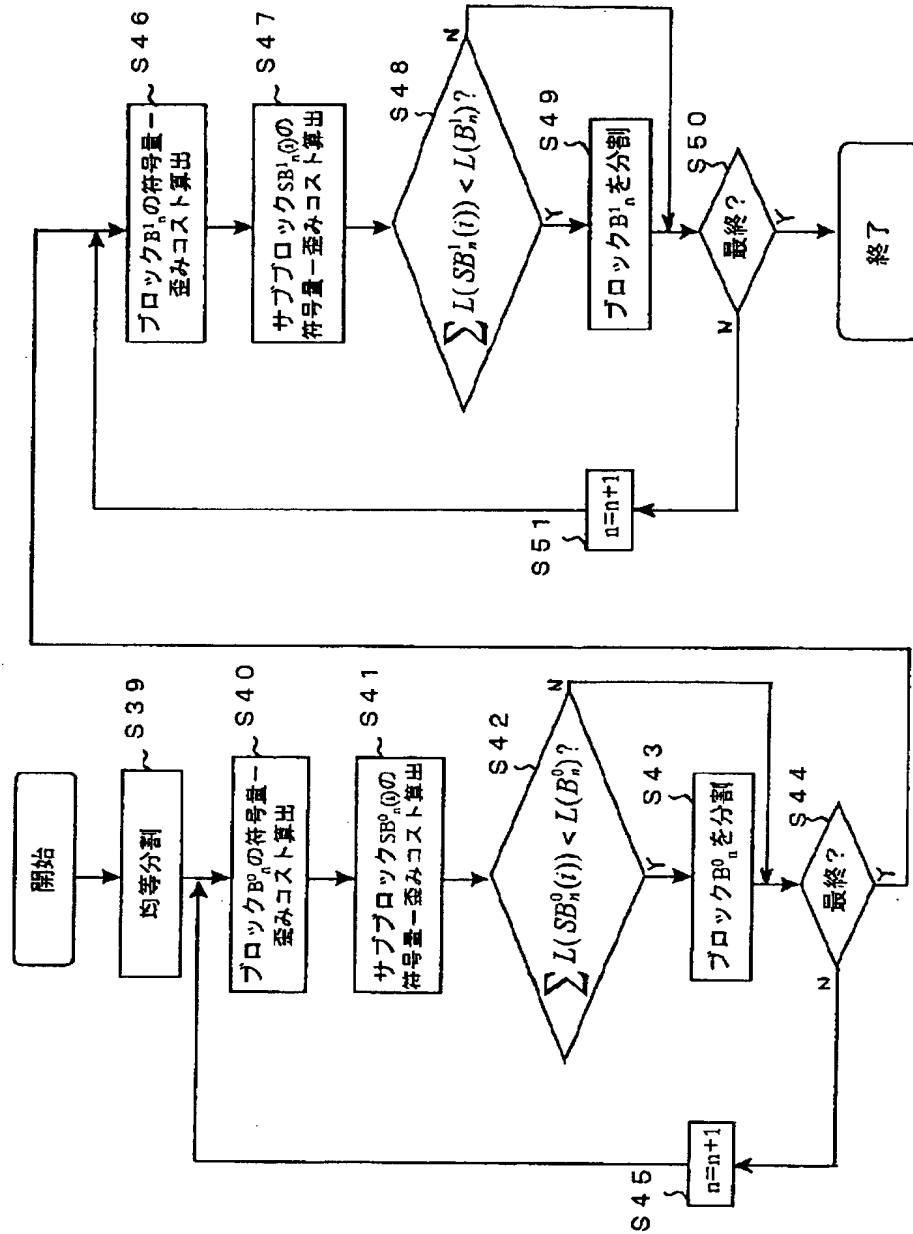 開始
S39
均等分割
S40
ブロックB⁰ₙの符号量ー
歪みコスト算出
S41
サブブロックSB⁰ₙ(i)の
符号量ー歪みコスト算出
S42
∑L(SB⁰ₙ(i)) < L(B⁰ₙ)?
N
Y
S43
ブロックB⁰ₙを分割
S44
最終?
N
Y
S45
n=n+1
S46
ブロックB¹ₙの符号量ー
歪みコスト算出
S47
サブブロックSB¹ₙ(i)の
符号量ー歪みコスト算出
S48
∑L(SB¹ₙ(i)) < L(B¹ₙ)?
N
Y
S49
ブロックB¹ₙを分割
S50
最終?
N
Y
S51
n=n+1
終了